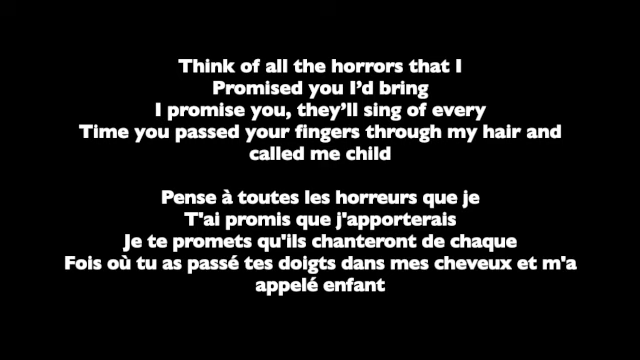 Think of all the horrors that I
Promised you I’d bring
I promise you, they’ll sing of every
Time you passed your fingers through my hair and
called me child
Pense à toutes les horreurs que je
T'ai promis que j'apporterais
Je te promets qu'ils chanteront de chaque
Fois où tu as passé tes doigts dans mes cheveux et m'a
appelé enfant